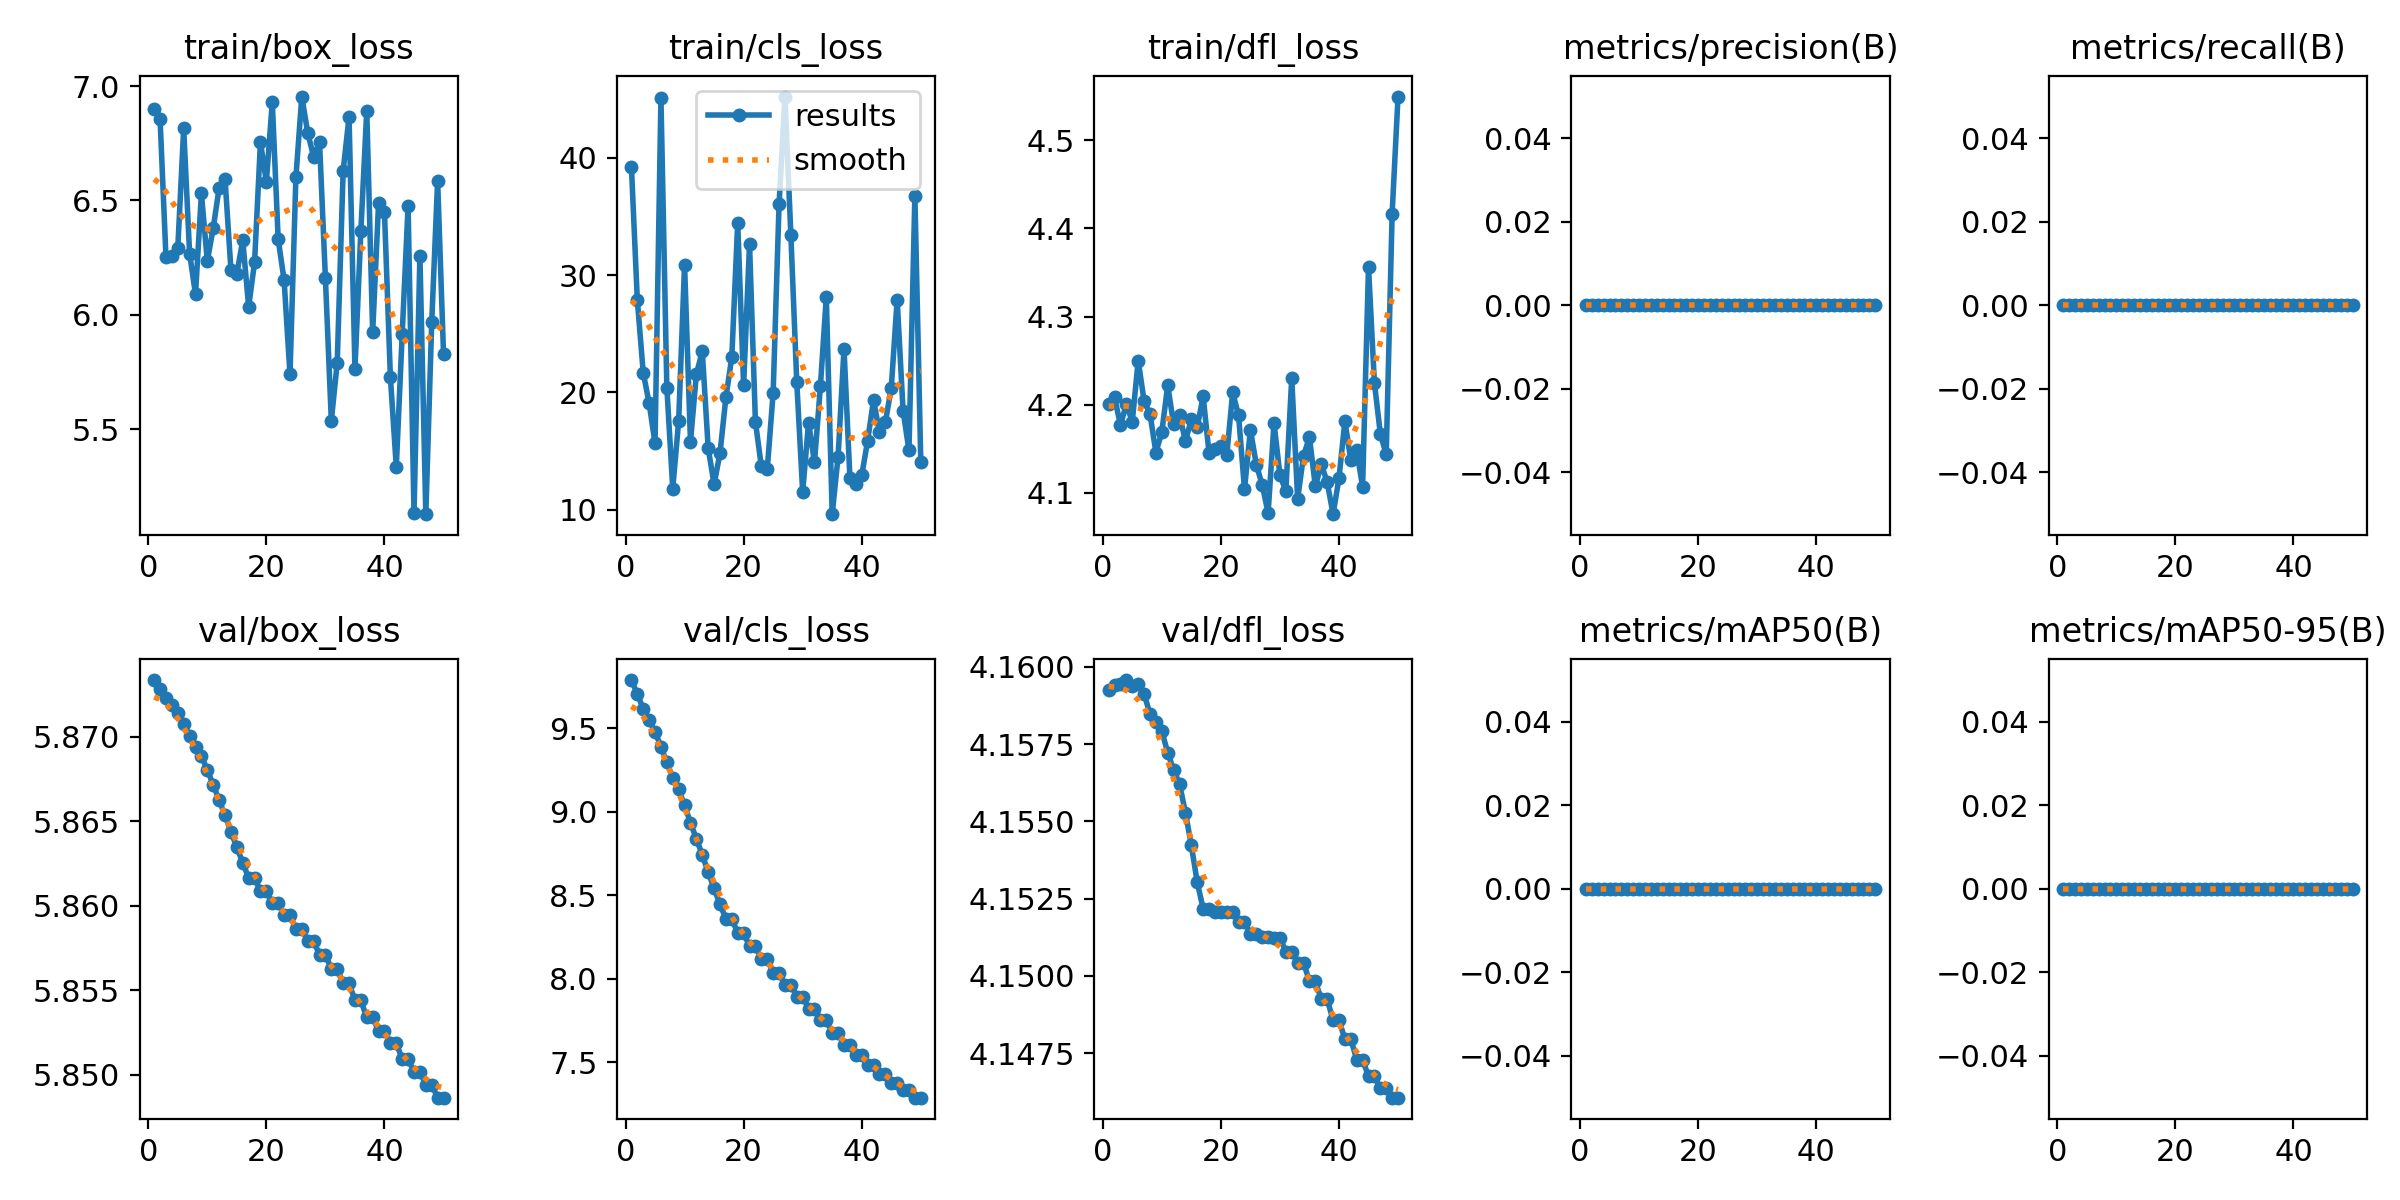 train/box_loss
7.0
6.5
6.0
5.5
0 20 40
train/cls_loss
results
smooth
40
30
20
10
0 20 40
train/dfl_loss
4.5
4.4
4.3
4.2
4.1
0 20 40
metrics/precision(B)
0.04
0.02
0.00
−0.02
−0.04
0 20 40
metrics/recall(B)
0.04
0.02
0.00
−0.02
−0.04
0 20 40
val/box_loss
5.870
5.865
5.860
5.855
5.850
0 20 40
val/cls_loss
9.5
9.0
8.5
8.0
7.5
0 20 40
val/dfl_loss
4.1600
4.1575
4.1550
4.1525
4.1500
4.1475
0 20 40
metrics/mAP50(B)
0.04
0.02
0.00
−0.02
−0.04
0 20 40
metrics/mAP50-95(B)
0.04
0.02
0.00
−0.02
−0.04
0 20 40